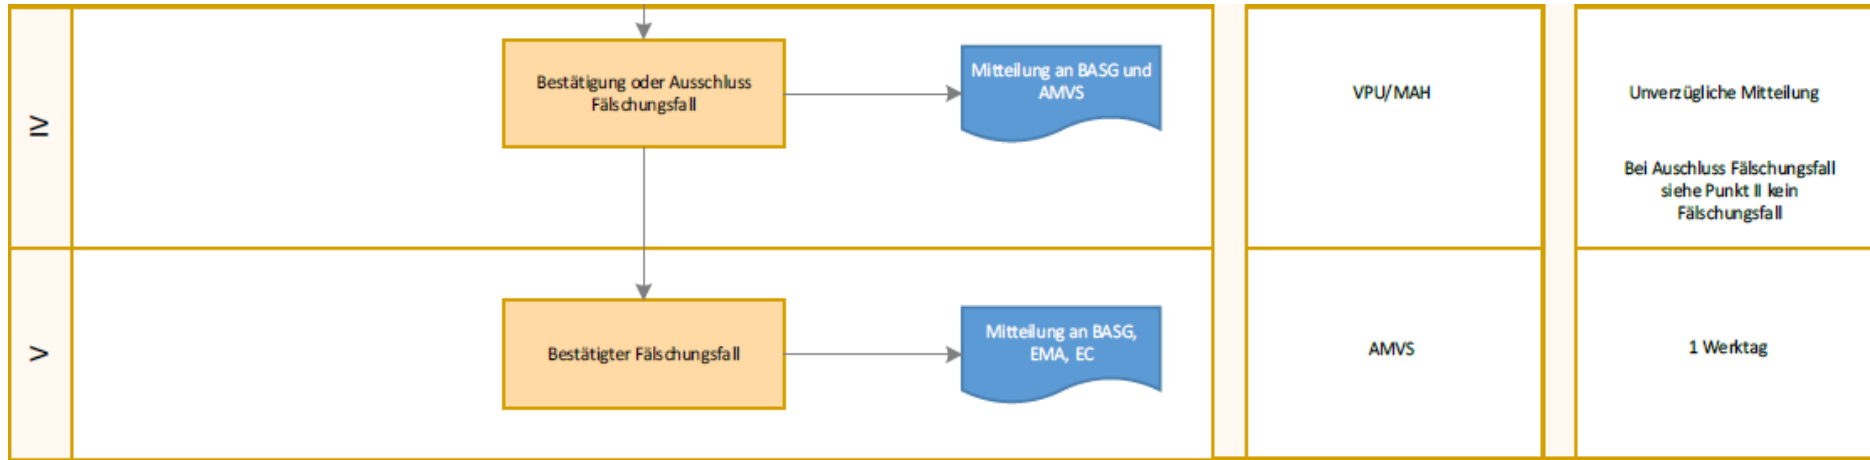 IV
Bestätigung oder Ausschluss
Fälschungsfall
Mitteilung an BASG und
AMVS
VPU/MAH
Unverzügliche Mitteilung
Bei Auschluss Fälschungsfall
siehe Punkt II kein
Fälschungsfall
V
Bestätigter Fälschungsfall
Mitteilung an BASG,
EMA, EC
AMVS
1 Werktag